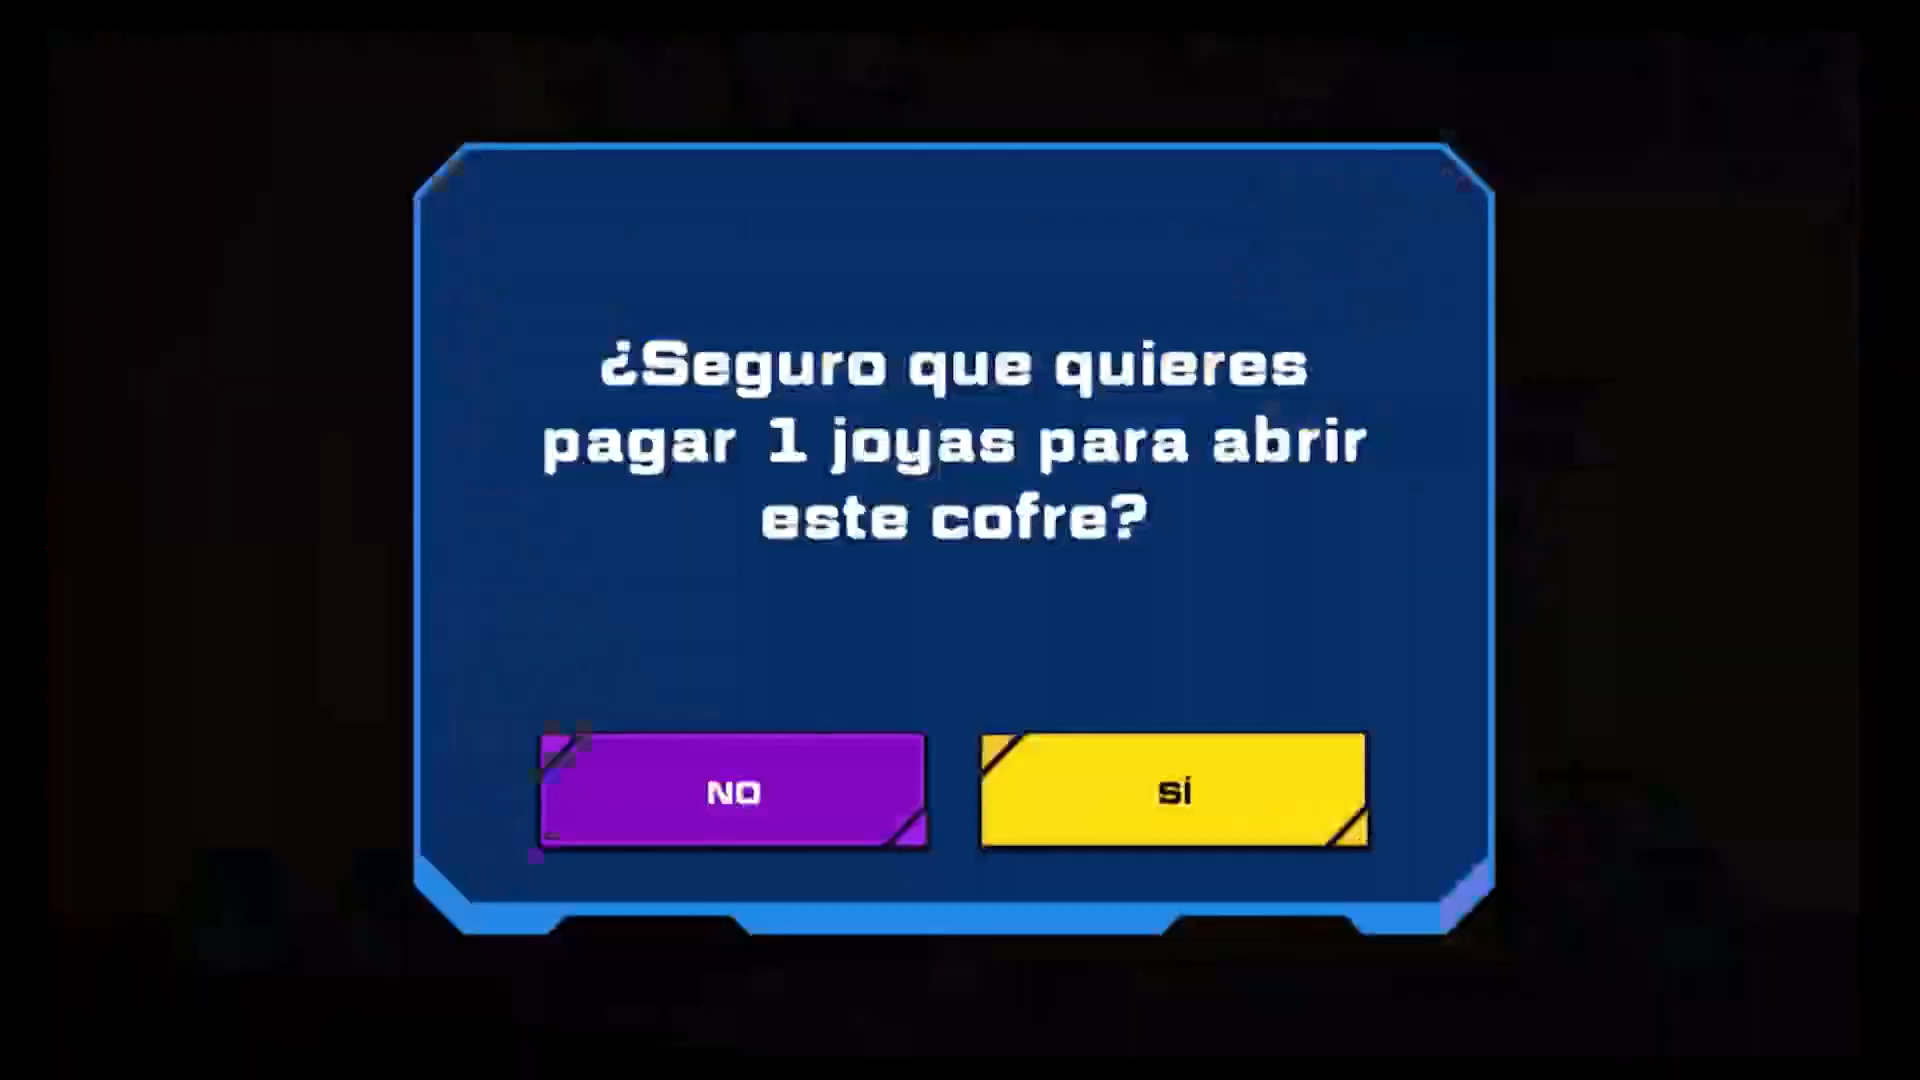 ¿Seguro que quieres
pagar 1 joyas para abrir
este cofre?
NO
SÍ